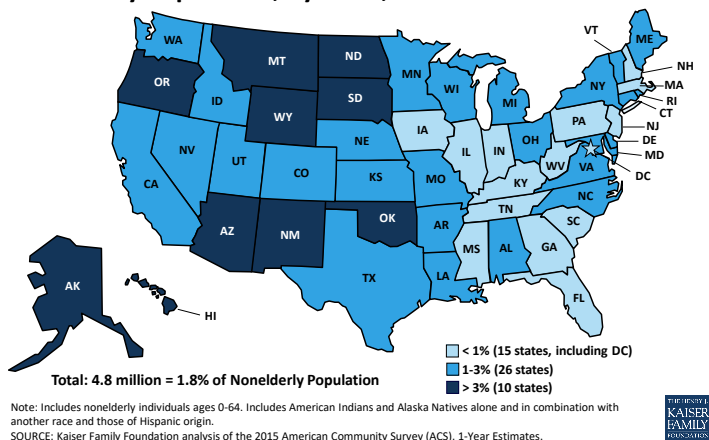 WA
MT
ND
MN
VT
ME
OR
ID
SD
WI
MI
NY
NH
MA
WY
RI
CT
IA
PA
NJ
NE
NV
UT
IL
IN
OH
DE
MD
CA
CO
KS
MO
WV
VA
DC
KY
NC
TN
AZ
NM
OK
AR
SC
MS
AL
GA
TX
LA
FL
AK
HI
< 1% (15 states, including DC)
1-3% (26 states)
> 3% (10 states)
Total: 4.8 million = 1.8% of Nonelderly Population
Note: Includes nonelderly individuals ages 0-64. Includes American Indians and Alaska Natives alone and in combination with
another race and those of Hispanic origin.
SOURCE: Kaiser Family Foundation analysis of the 2015 American Community Survey (ACS), 1-Year Estimates.
THE HENRY J.
KAISER
FAMILY
FOUNDATION